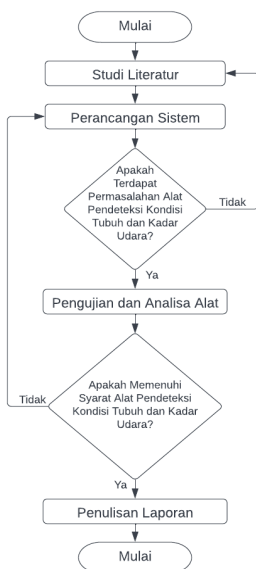 Mulai
Studi Literatur
Perancangan Sistem
Apakah
Terdapat
Permasalahan Alat
Pendeteksi Kondisi
Tubuh dan Kadar
Udara?
Tidak
Ya
Pengujian dan Analisa Alat
Apakah Memenuhi
Syarat Alat Pendeteksi
Kondisi Tubuh dan Kadar
Udara?
Tidak
Ya
Penulisan Laporan
Mulai